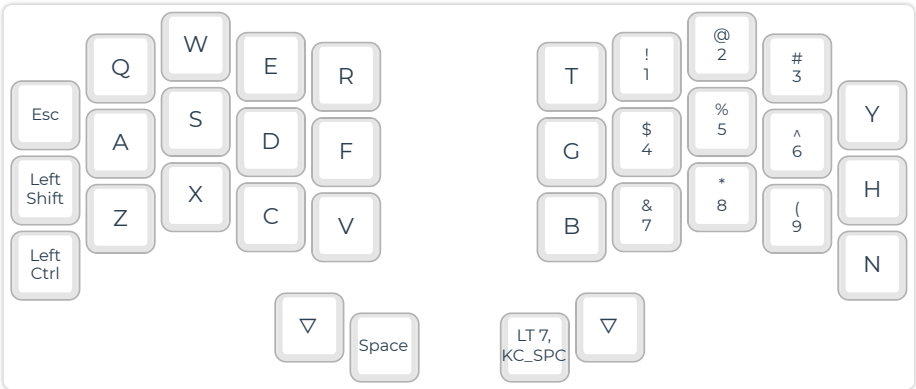 Esc
Q
W
E
R
Left
Shift
A
S
D
F
Left
Ctrl
Z
X
C
V
▽
Space
T
!
1
@
2
#
3
Y
G
$
4
%
5
^
6
H
B
&
7
*
8
(
9
N
LT 7,
KC_SPC
▽